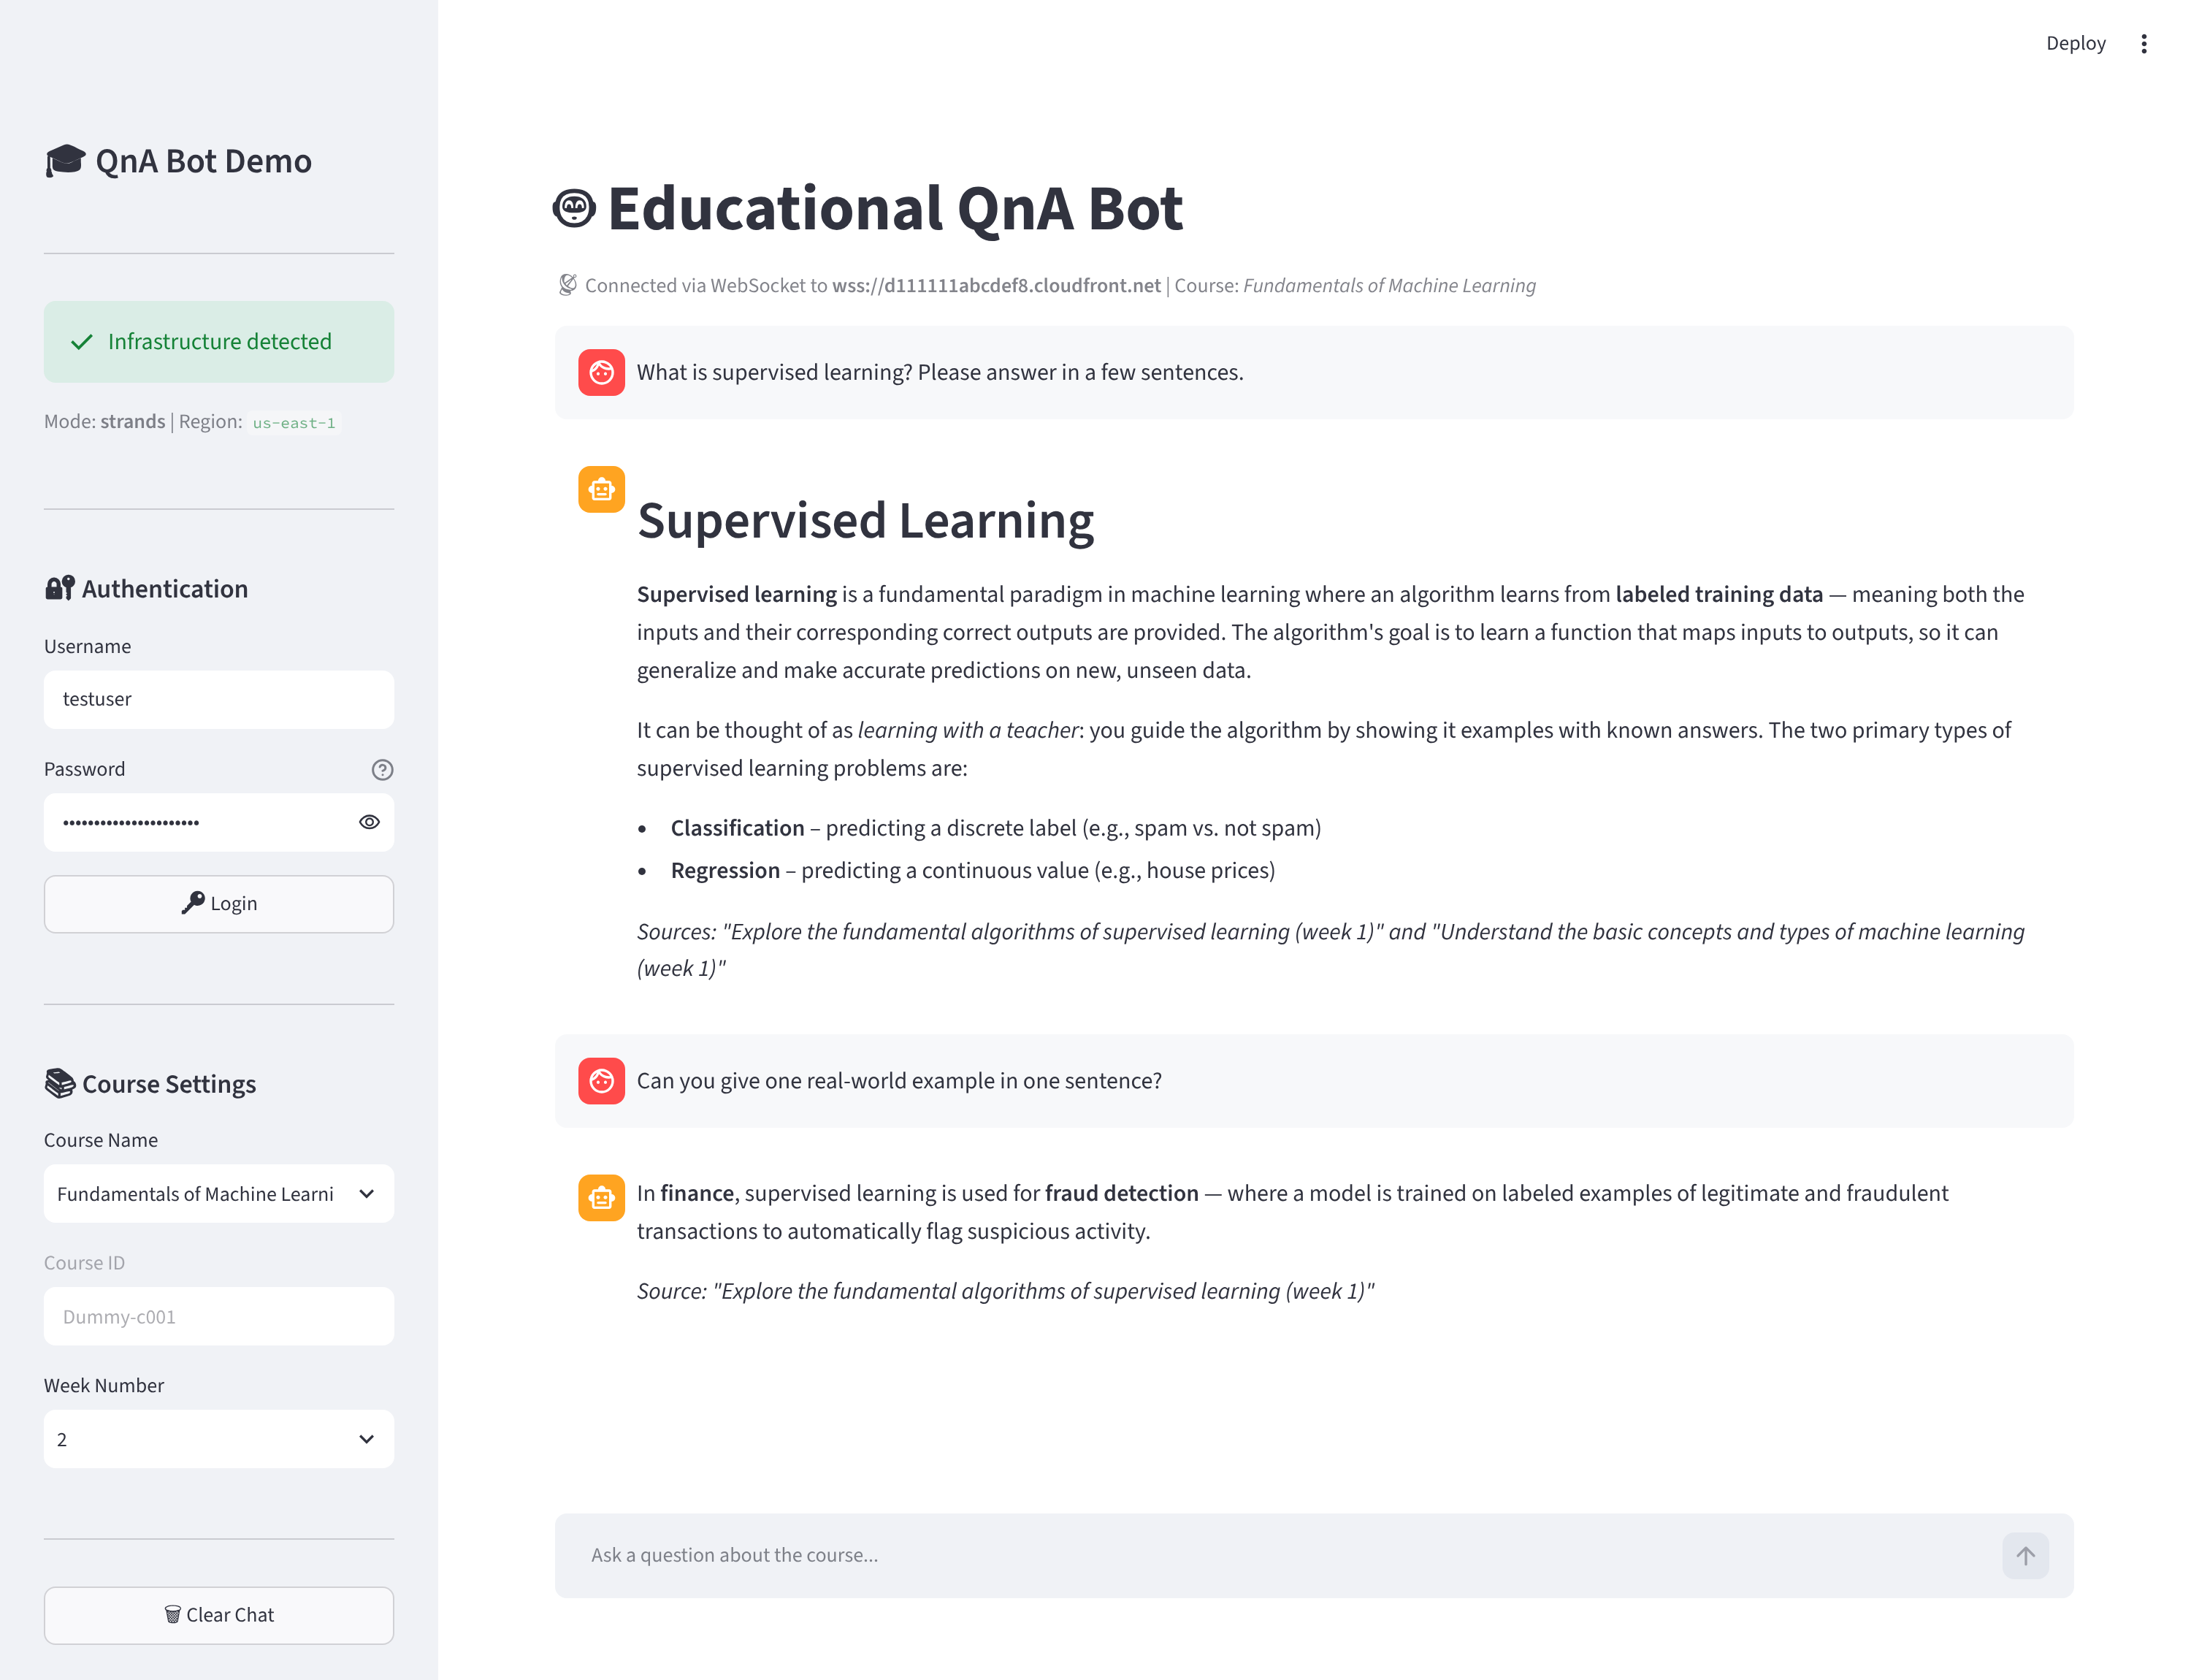 Deploy
QnA Bot Demo
Infrastructure detected
Mode: strands | Region: us-east-1
Authentication
Username
testuser
Password
••••••••••••••••••••••
Login
Course Settings
Course Name
Fundamentals of Machine Learni
Course ID
Dummy-c001
Week Number
2
Clear Chat
Educational QnA Bot
Connected via WebSocket to wss://d111111abcdef8.cloudfront.net | Course: Fundamentals of Machine Learning
What is supervised learning? Please answer in a few sentences.
Supervised Learning
Supervised learning is a fundamental paradigm in machine learning where an algorithm learns from labeled training data — meaning both the
inputs and their corresponding correct outputs are provided. The algorithm's goal is to learn a function that maps inputs to outputs, so it can
generalize and make accurate predictions on new, unseen data.
It can be thought of as learning with a teacher: you guide the algorithm by showing it examples with known answers. The two primary types of
supervised learning problems are:
• Classification – predicting a discrete label (e.g., spam vs. not spam)
• Regression – predicting a continuous value (e.g., house prices)
Sources: "Explore the fundamental algorithms of supervised learning (week 1)" and "Understand the basic concepts and types of machine learning
(week 1)"
Can you give one real-world example in one sentence?
In finance, supervised learning is used for fraud detection — where a model is trained on labeled examples of legitimate and fraudulent
transactions to automatically flag suspicious activity.
Source: "Explore the fundamental algorithms of supervised learning (week 1)"
Ask a question about the course...